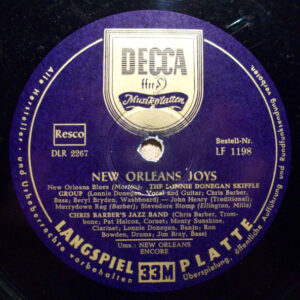 DECCA
Musikplatten
Resco
DLR 2267
Bestell-Nr.
LF 1198
NEW ORLEANS JOYS
New Orleans Blues (Morton); THE LONNIE DONEGAN SKIFFLE
GROUP (Lonnie Donegan, Vocal and Guitar; Chris Barber,
Bass; Beryl Bryden, Washboard) — John Henry (Traditional);
Merrydown Rag (Barber); Stevedore Stomp (Ellington, Mills)
CHRIS BARBER'S JAZZ BAND (Chris Barber, Trom-
bone; Pat Halcox, Cornet; Monty Sunshine,
Clarinet; Lonnie Donegan, Banjo; Ron
Bowden, Drums; Jim Bray, Bass)
Ums.: NEW ORLEANS
ENCORE
LANGSPIEL 33M PLATTE
Alle Hersteller- und Urheberrechte vorbehalten
Überspielung, öffentliche Aufführung und Rundfunksendung verboten.